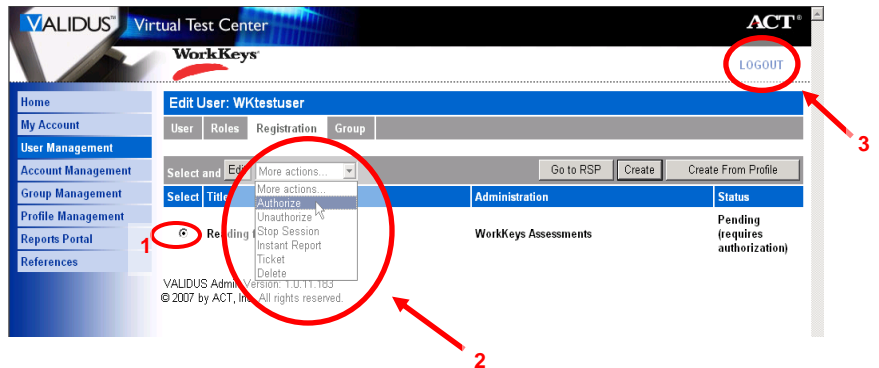 VALIDUS® Virtual Test Center ACT®
WorkKeys®
LOGOUT
Home
My Account
User Management
Account Management
Group Management
Profile Management
Reports Portal
References
Edit User: WKtestuser
User Roles Registration Group
Select and Edit More actions... Go to RSP Create Create From Profile
Select Title Administration Status
More actions...
Authorize
Unauthorize
Stop Session
Instant Report
Ticket
Delete
Reading WorkKeys Assessments
Pending
(requires
authorization)
VALIDUS Admin Version: 1.0.11.183
© 2007 by ACT, Inc. All rights reserved.
1
2
3